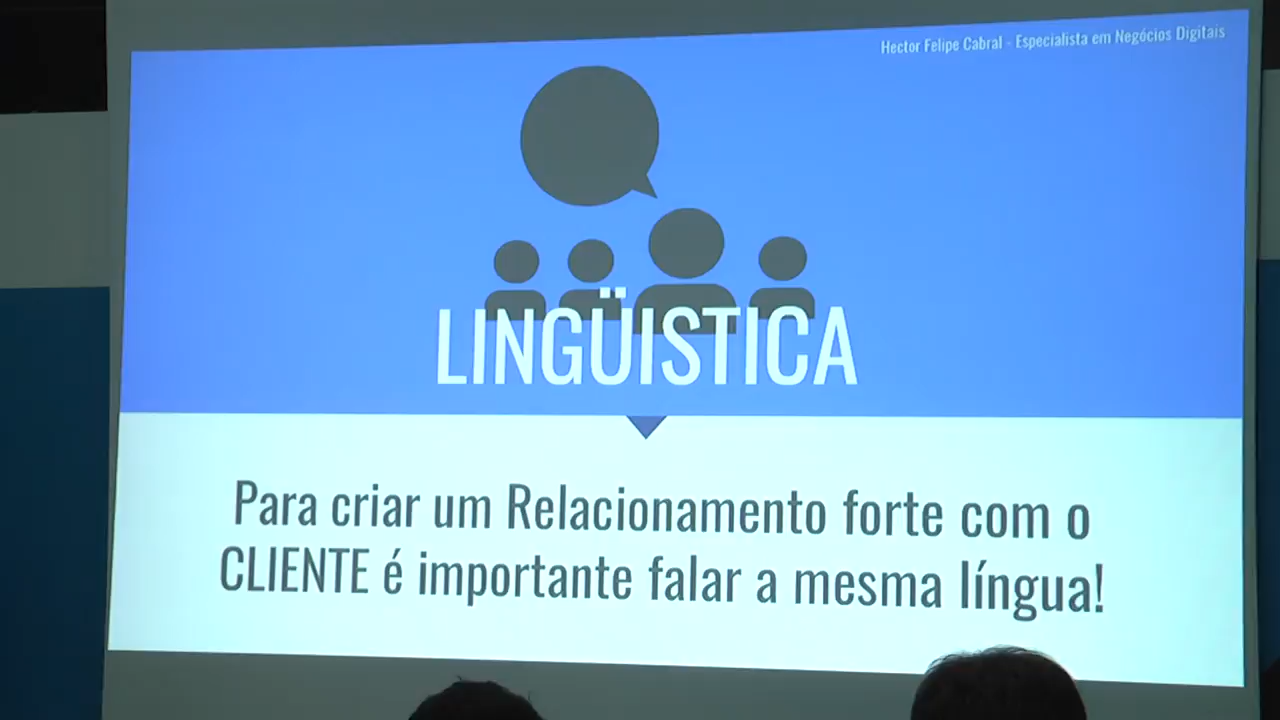 Hector Felipe Cabral - Especialista em Negócios Digitais
LINGÜISTICA
Para criar um Relacionamento forte com o
CLIENTE é importante falar a mesma língua!